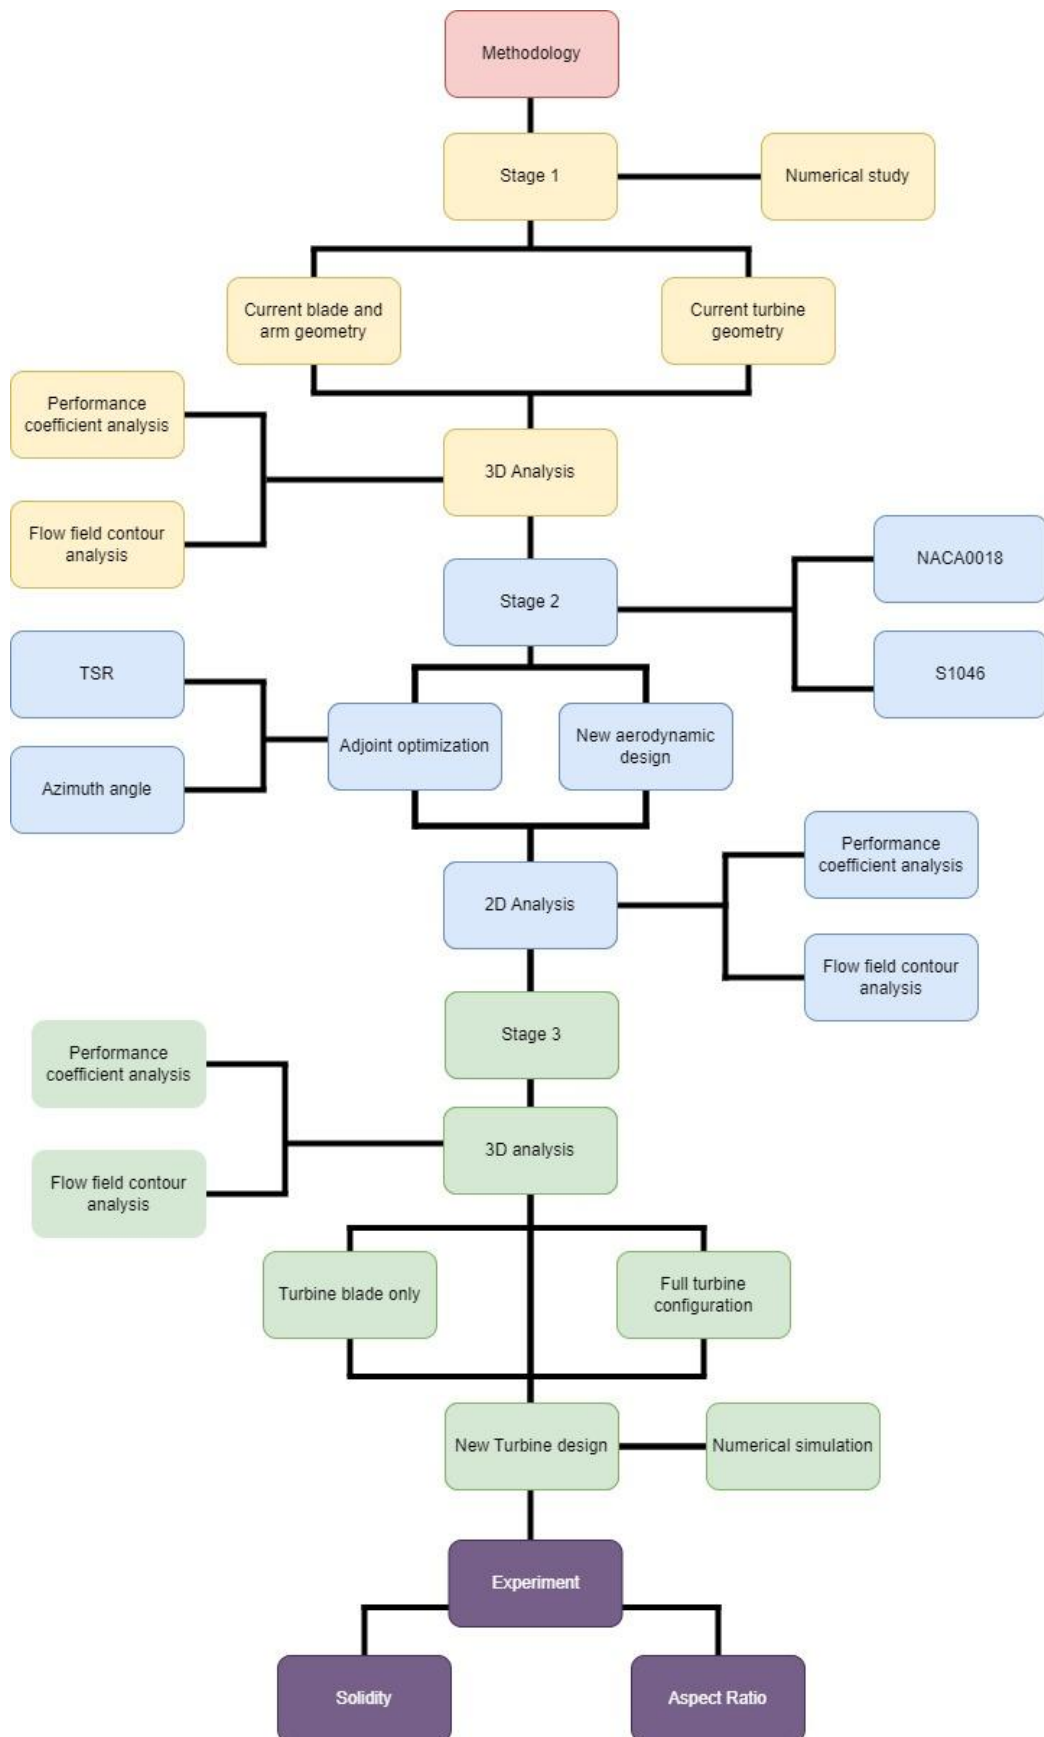 Methodology
Stage 1
Numerical study
Current blade and
arm geometry
Current turbine
geometry
Performance
coefficient analysis
3D Analysis
Flow field contour
analysis
NACA0018
Stage 2
TSR
S1046
Adjoint optimization
New aerodynamic
design
Azimuth angle
Performance
coefficient analysis
2D Analysis
Flow field contour
analysis
Stage 3
Performance
coefficient analysis
3D analysis
Flow field contour
analysis
Turbine blade only
Full turbine
configuration
New Turbine design
Numerical simulation
Experiment
Solidity
Aspect Ratio